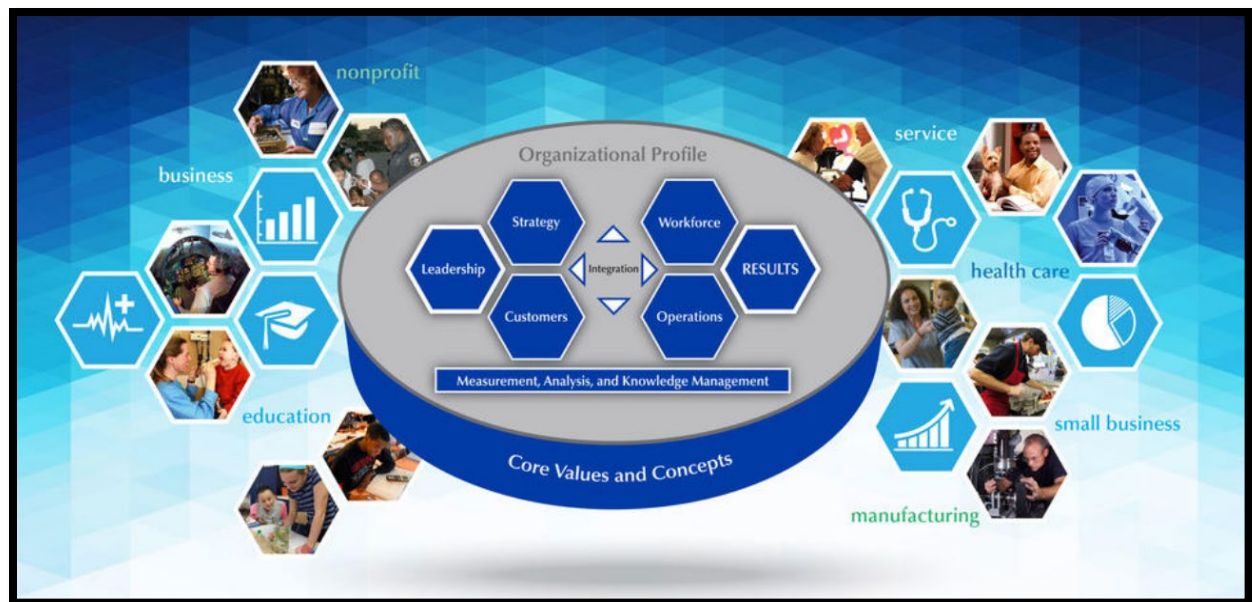 nonprofit
business
education
Organizational Profile
Strategy
Workforce
Leadership
Integration
RESULTS
Customers
Operations
Measurement, Analysis, and Knowledge Management
Core Values and Concepts
service
health care
small business
manufacturing